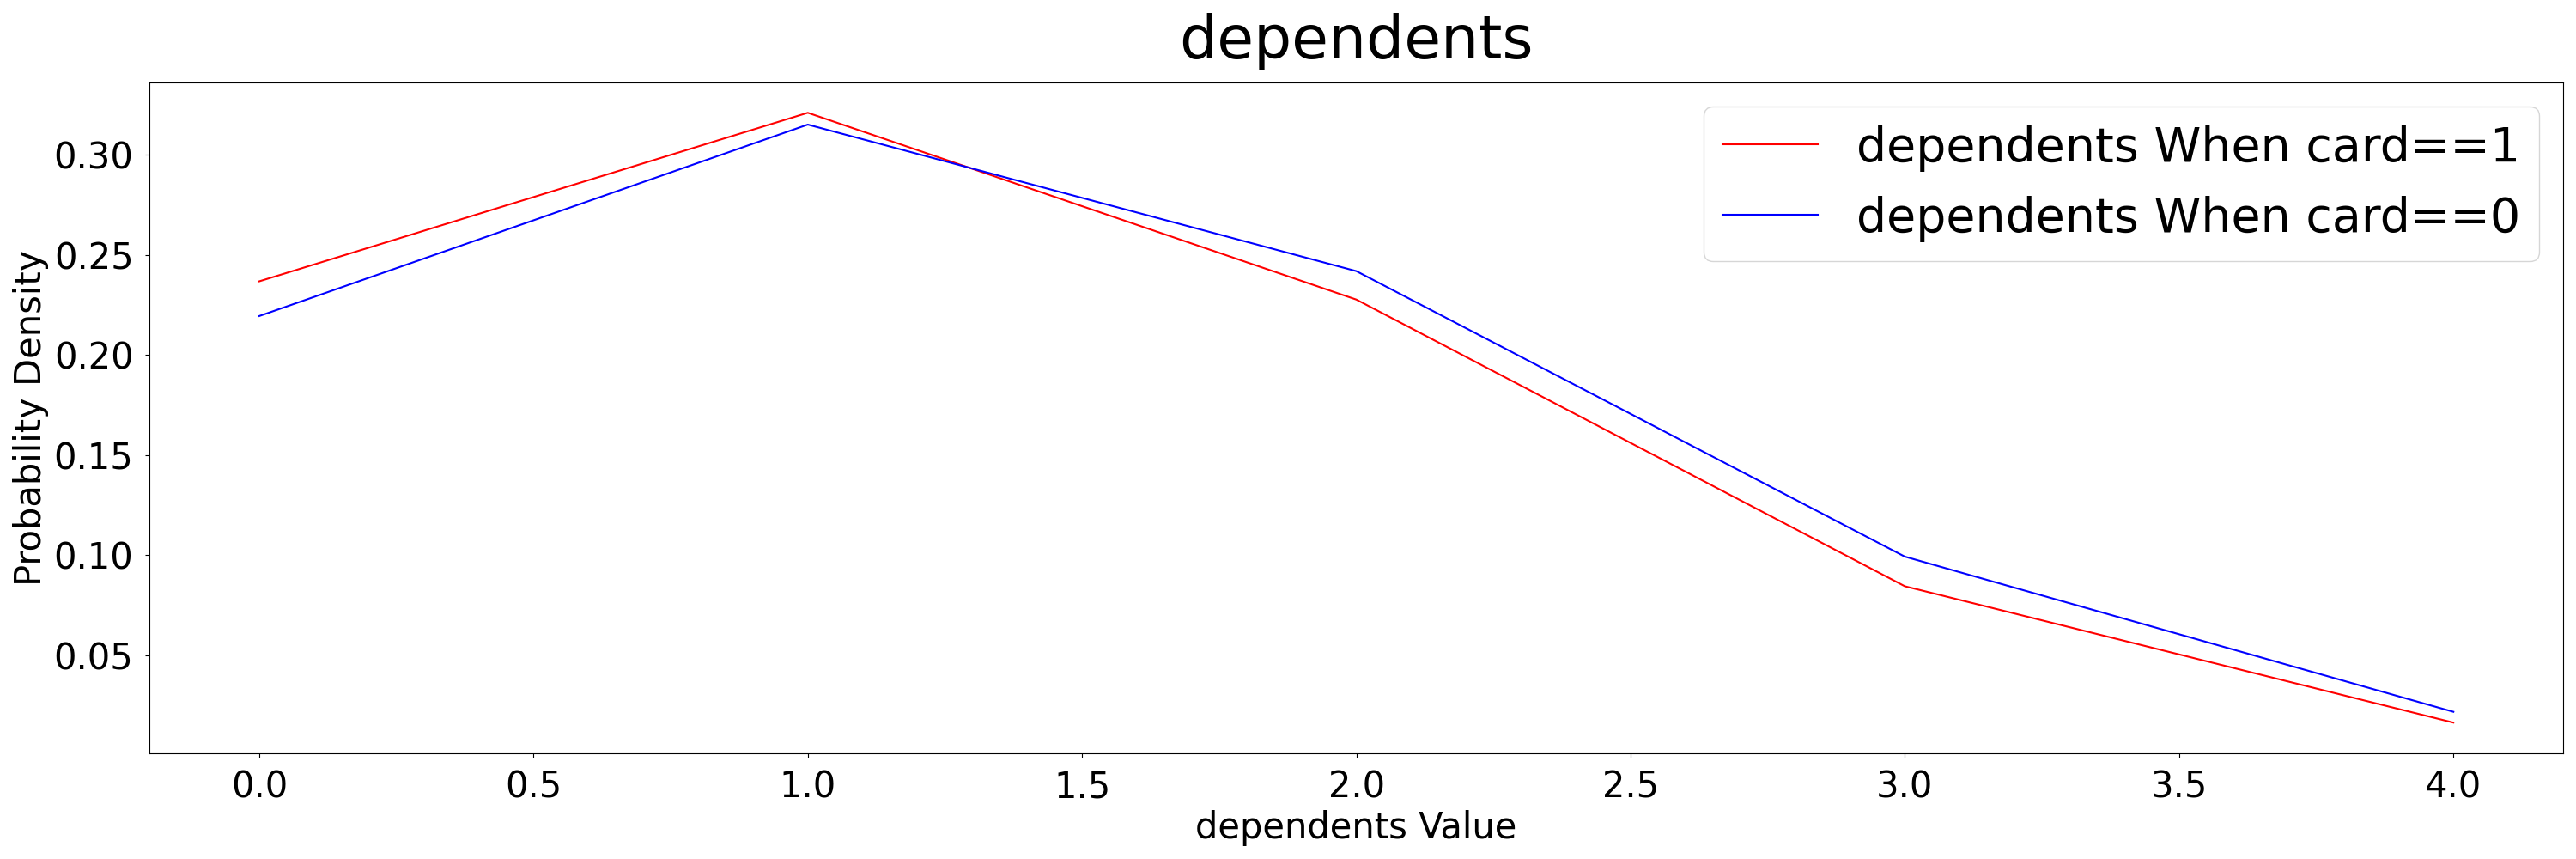 dependents
dependents When card==1
dependents When card==0
Probability Density
0.30
0.25
0.20
0.15
0.10
0.05
0.0 0.5 1.0 1.5 2.0 2.5 3.0 3.5 4.0
dependents Value